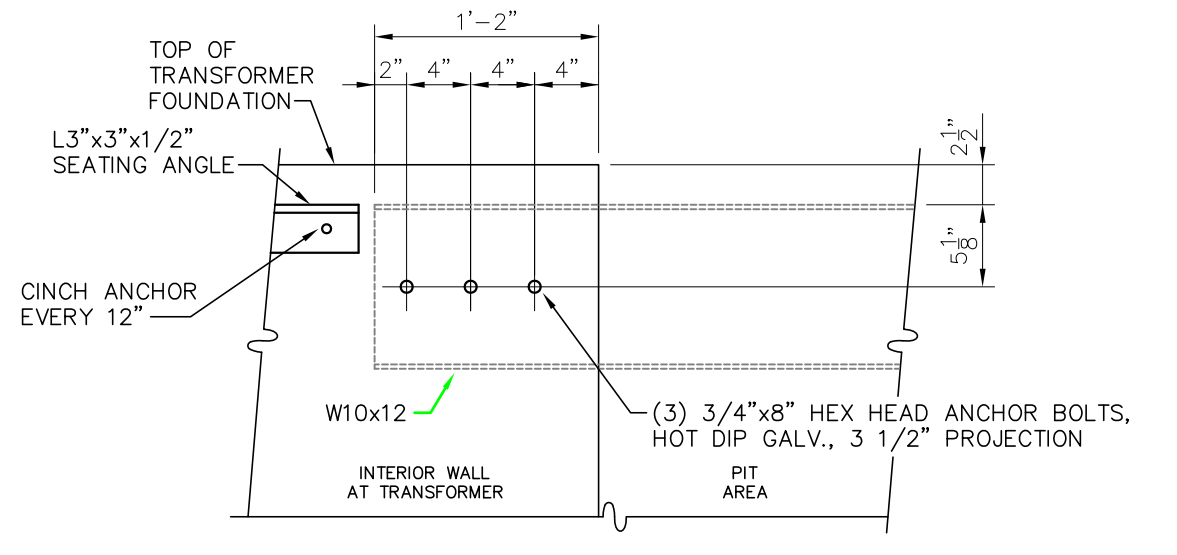 1'-2"
2"
4"
4"
4"
TOP OF
TRANSFORMER
FOUNDATION
L3"x3"x1/2"
SEATING ANGLE
2 1/2"
5 1/8"
CINCH ANCHOR
EVERY 12"
W10x12
(3) 3/4"x8" HEX HEAD ANCHOR BOLTS,
HOT DIP GALV., 3 1/2" PROJECTION
INTERIOR WALL
AT TRANSFORMER
PIT
AREA